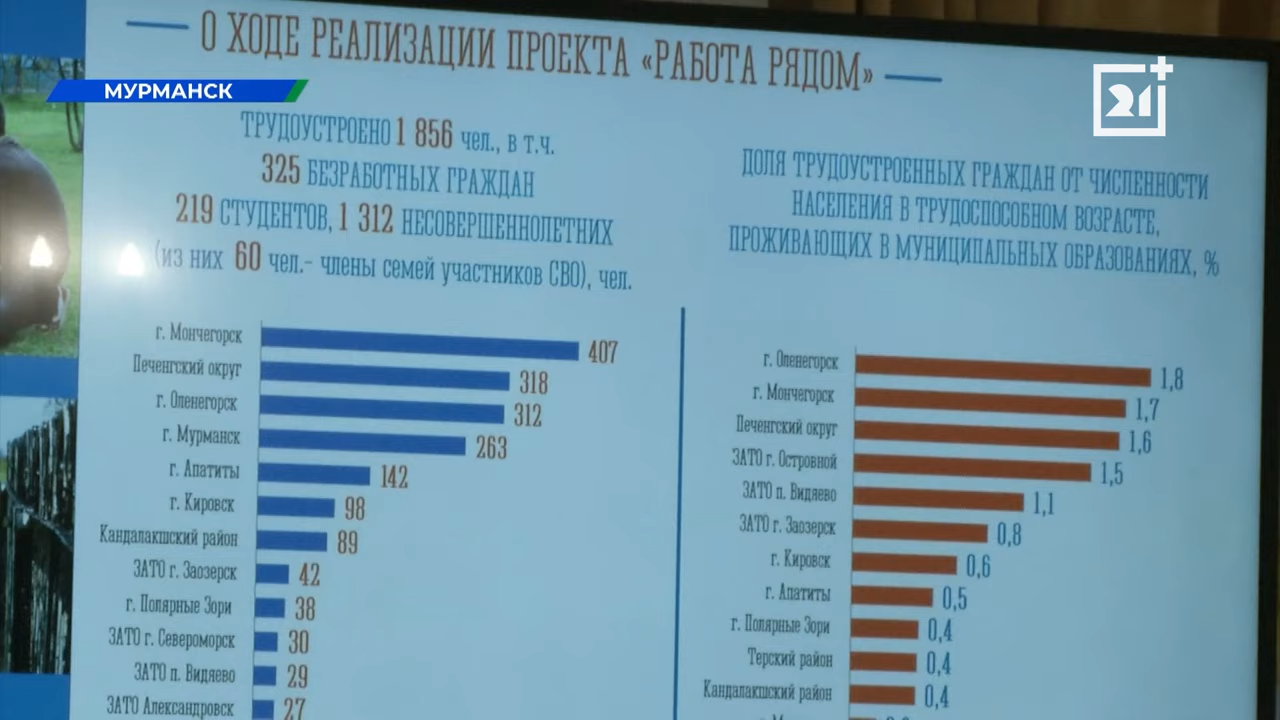 О ХОДЕ РЕАЛИЗАЦИИ ПРОЕКТА «РАБОТА РЯДОМ»
МУРМАНСК
21+
ТРУДОУСТРОЕНО 1 856 чел., в т.ч.
325 БЕЗРАБОТНЫХ ГРАЖДАН
219 СТУДЕНТОВ, 1 312 НЕСОВЕРШЕННОЛЕТНИХ
(из них 60 чел.- члены семей участников СВО), чел.
г. Мончегорск 407
Печенгский округ 318
г. Оленегорск 312
г. Мурманск 263
г. Апатиты 142
г. Кировск 98
Кандалакшский район 89
ЗАТО г. Заозерск 42
г. Полярные Зори 38
ЗАТО г. Североморск 30
ЗАТО п. Видяево 29
ЗАТО Александровск 27
ДОЛЯ ТРУДОУСТРОЕННЫХ ГРАЖДАН ОТ ЧИСЛЕННОСТИ
НАСЕЛЕНИЯ В ТРУДОСПОСОБНОМ ВОЗРАСТЕ,
ПРОЖИВАЮЩИХ В МУНИЦИПАЛЬНЫХ ОБРАЗОВАНИЯХ, %
г. Оленегорск 1,8
г. Мончегорск 1,7
Печенгский округ 1,6
ЗАТО г. Островной 1,5
ЗАТО п. Видяево 1,1
ЗАТО г. Заозерск 0,8
г. Кировск 0,6
г. Апатиты 0,5
г. Полярные Зори 0,4
Терский район 0,4
Кандалакшский район 0,4